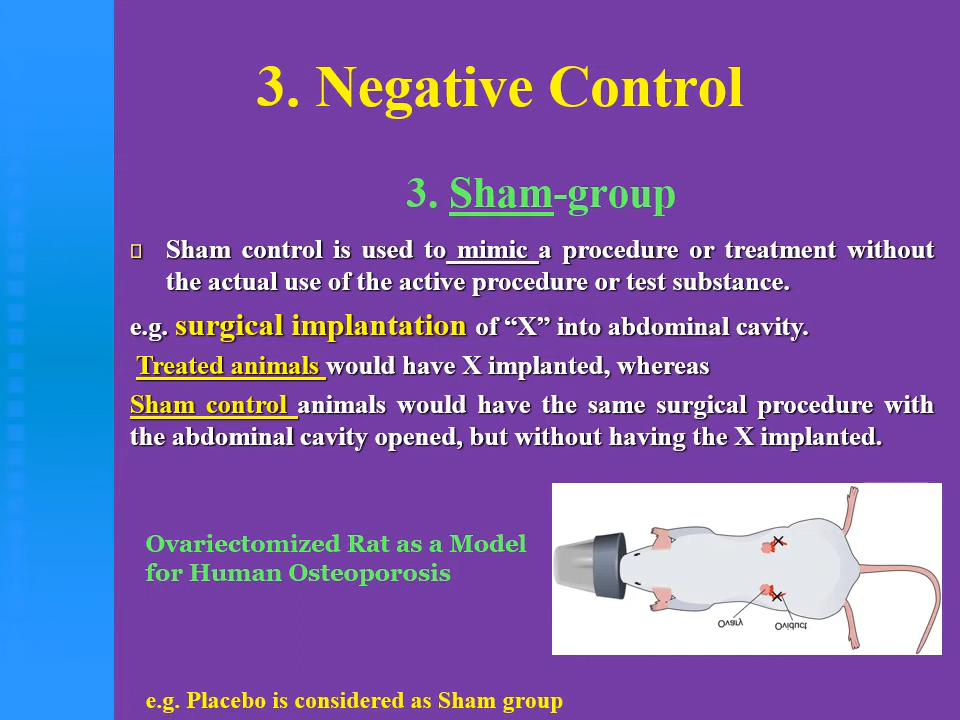 3. Negative Control
3. Sham-group
Sham control is used to mimic a procedure or treatment without
the actual use of the active procedure or test substance.
e.g. surgical implantation of “X” into abdominal cavity.
Treated animals would have X implanted, whereas
Sham control animals would have the same surgical procedure with
the abdominal cavity opened, but without having the X implanted.
Ovariectomized Rat as a Model
for Human Osteoporosis
Ovary
Oviduct
e.g. Placebo is considered as Sham group